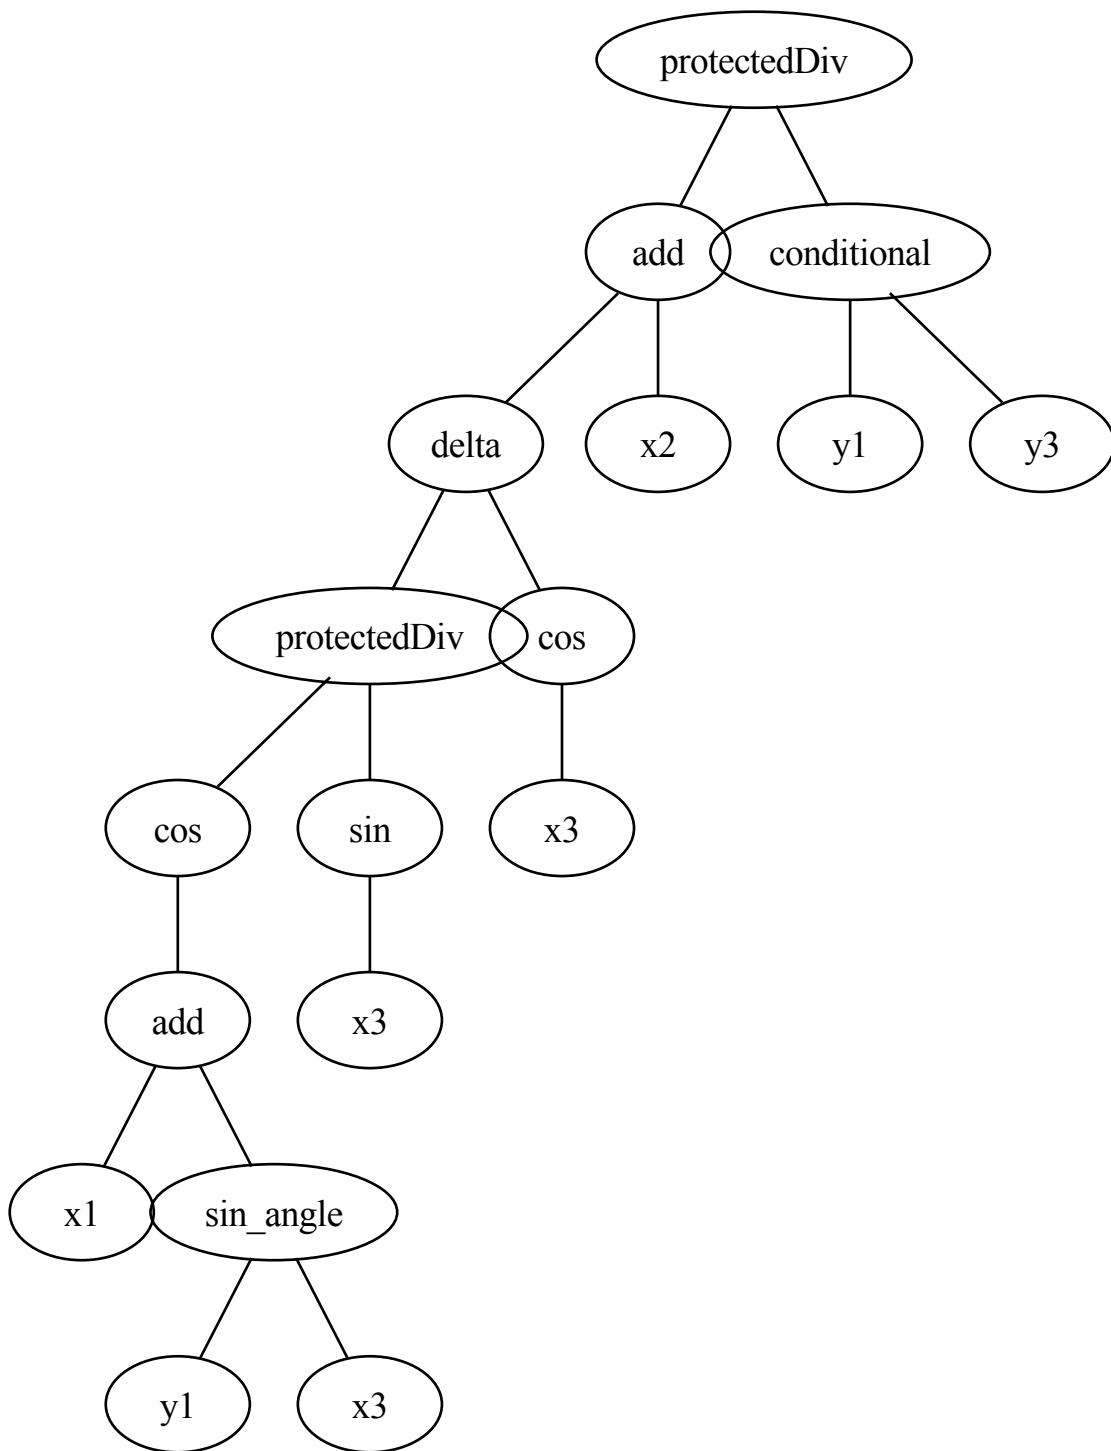 protectedDiv
add conditional
delta x2 y1 y3
protectedDiv cos
cos sin x3
add x3
x1 sin_angle
y1 x3